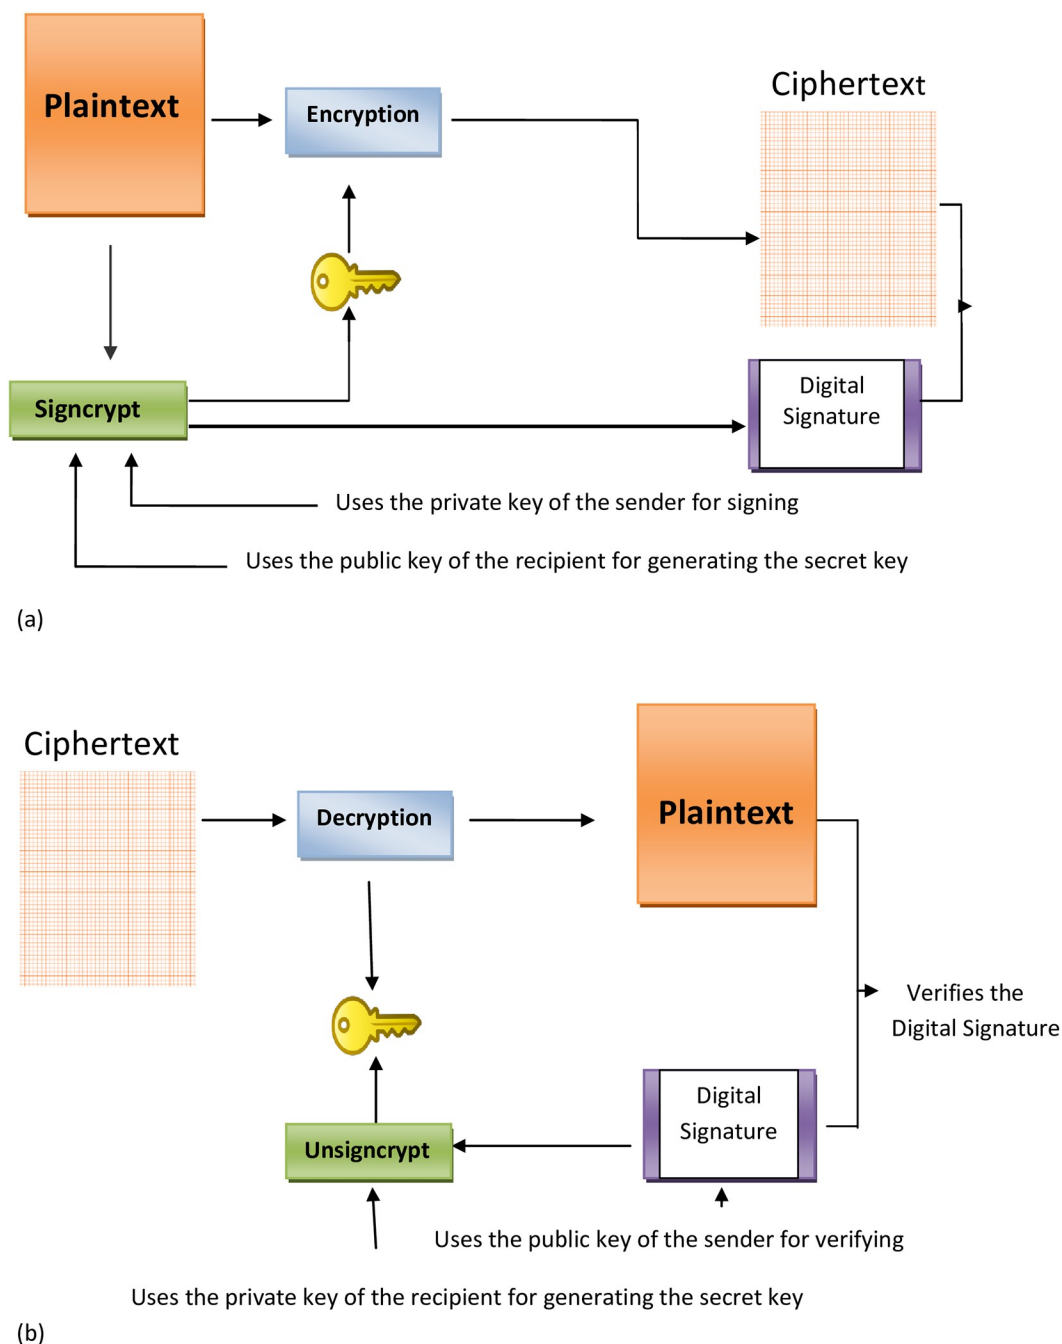 Plaintext
Encryption
Ciphertext
Signcrypt
Digital
Signature
Uses the private key of the sender for signing
Uses the public key of the recipient for generating the secret key
(a)
Ciphertext
Decryption
Plaintext
Verifies the
Digital Signature
Digital
Signature
Unsigncrypt
Uses the public key of the sender for verifying
Uses the private key of the recipient for generating the secret key
(b)